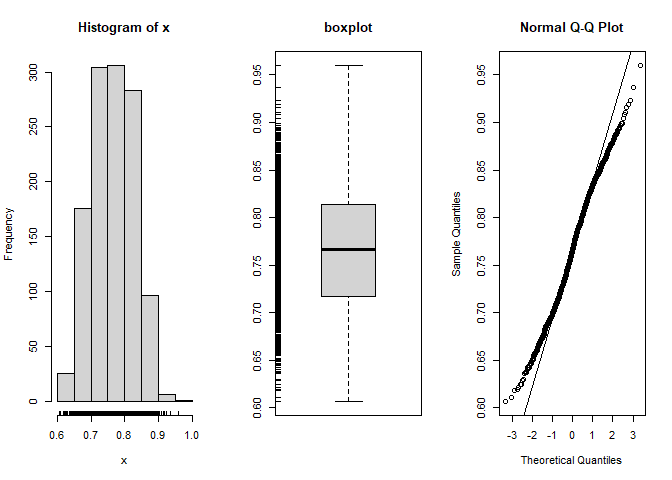 Histogram of x
Frequency
300
250
200
150
100
50
0
0.6 0.7 0.8 0.9 1.0
x
boxplot
0.95
0.90
0.85
0.80
0.75
0.70
0.65
0.60
Normal Q-Q Plot
Sample Quantiles
0.95
0.90
0.85
0.80
0.75
0.70
0.65
0.60
-3 -2 -1 0 1 2 3
Theoretical Quantiles